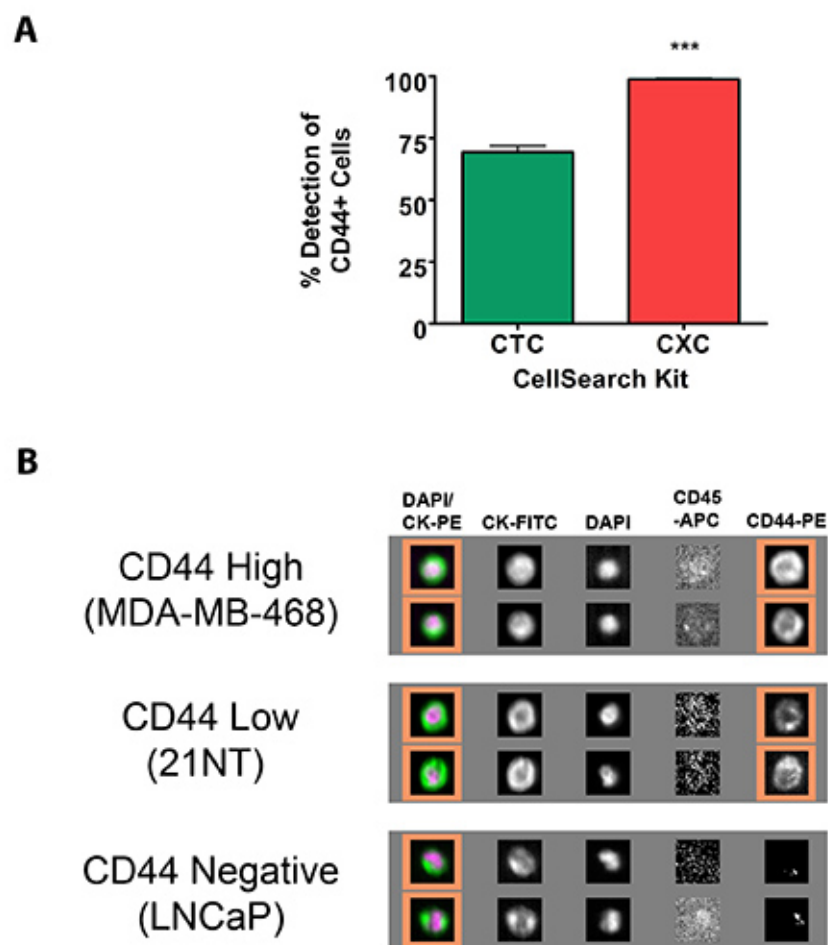 A
***
100
75
50
25
0
% Detection of
CD44+ Cells
CTC CXC
CellSearch Kit
B
DAPI/
CK-PE
CK-FITC
DAPI
CD45
-APC
CD44-PE
CD44 High
(MDA-MB-468)
CD44 Low
(21NT)
CD44 Negative
(LNCaP)